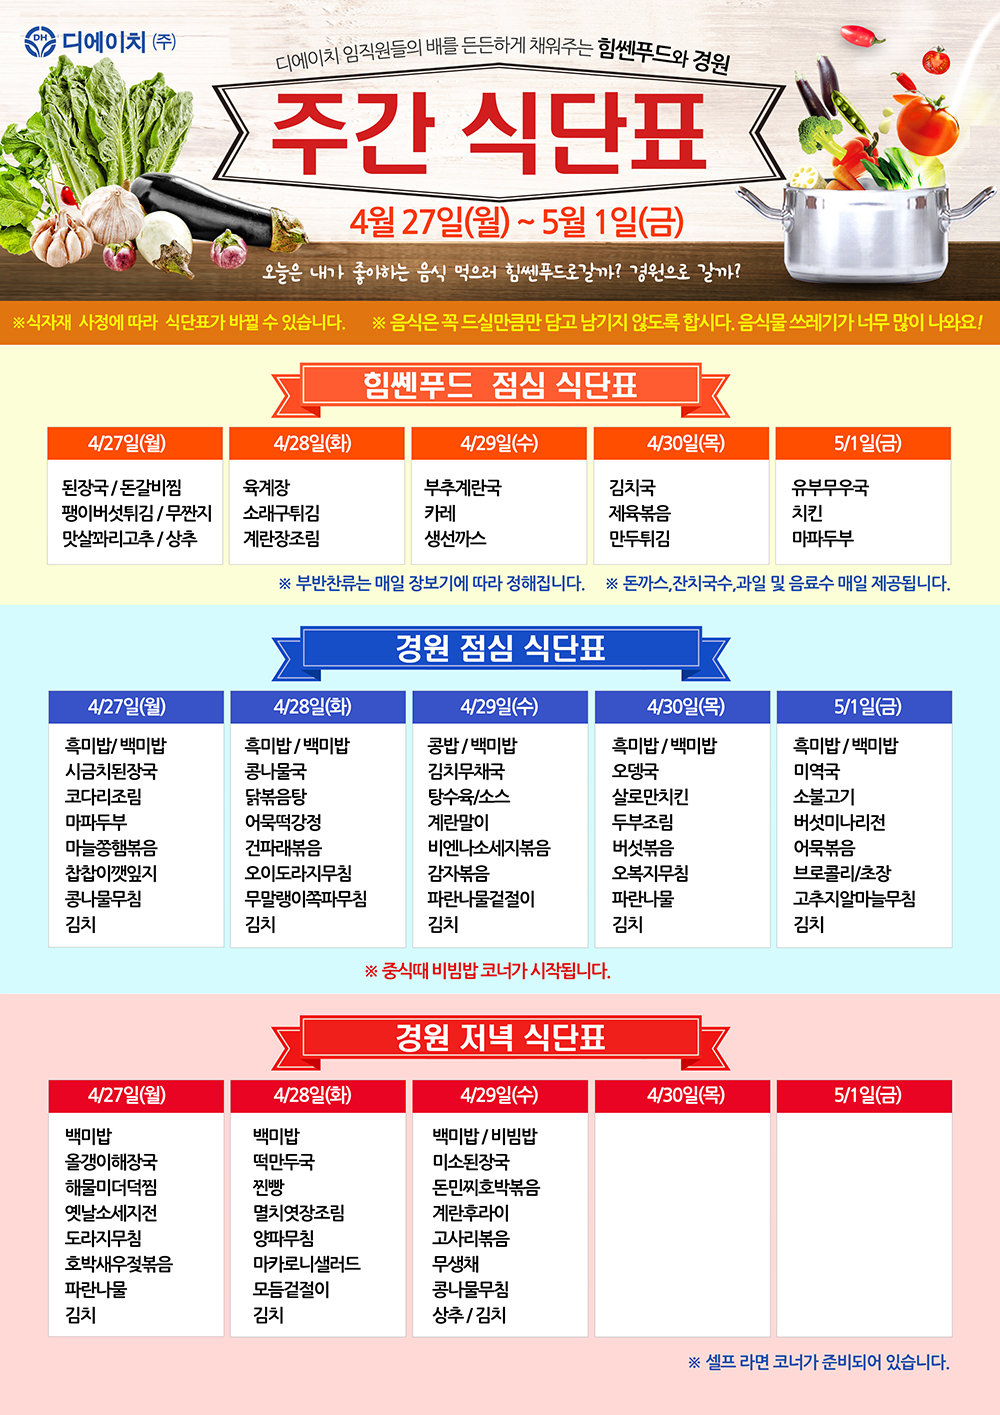 DH 디에이치 (주)
디에이치 임직원들의 배를 든든하게 채워주는 힘쎈푸드와 경원
주간 식단표
4월 27일(월) ~ 5월 1일(금)
오늘은 내가 좋아하는 음식 먹으러 힘쎈푸드로갈까? 경원으로 갈까?
※식자재 사정에 따라 식단표가 바뀔 수 있습니다. ※ 음식은 꼭 드실만큼만 담고 남기지 않도록 합시다. 음식물 쓰레기가 너무 많이 나와요!
힘쎈푸드 점심 식단표
4/27일(월)
된장국 / 돈갈비찜
팽이버섯튀김 / 무짠지
맛살꽈리고추 / 상추
4/28일(화)
육계장
소래구튀김
계란장조림
4/29일(수)
부추계란국
카레
생선까스
4/30일(목)
김치국
제육볶음
만두튀김
5/1일(금)
유부무우국
치킨
마파두부
※ 부반찬류는 매일 장보기에 따라 정해집니다. ※ 돈까스,잔치국수,과일 및 음료수 매일 제공됩니다.
경원 점심 식단표
4/27일(월)
흑미밥/ 백미밥
시금치된장국
코다리조림
마파두부
마늘쫑햄볶음
찹찹이깻잎지
콩나물무침
김치
4/28일(화)
흑미밥 / 백미밥
콩나물국
닭볶음탕
어묵떡강정
건파래볶음
오이도라지무침
무말랭이쪽파무침
김치
4/29일(수)
콩밥 / 백미밥
김치무채국
탕수육/소스
계란말이
비엔나소세지볶음
감자볶음
파란나물겉절이
김치
4/30일(목)
흑미밥 / 백미밥
오뎅국
살로만치킨
두부조림
버섯볶음
오복지무침
파란나물
김치
5/1일(금)
흑미밥 / 백미밥
미역국
소불고기
버섯미나리전
어묵볶음
브로콜리/초장
고추지알마늘무침
김치
※ 중식때 비빔밥 코너가 시작됩니다.
경원 저녁 식단표
4/27일(월)
백미밥
올갱이해장국
해물미더덕찜
옛날소세지전
도라지무침
호박새우젖볶음
파란나물
김치
4/28일(화)
백미밥
떡만두국
찐빵
멸치엿장조림
양파무침
마카로니샐러드
모듬겉절이
김치
4/29일(수)
백미밥 / 비빔밥
미소된장국
돈민찌호박볶음
계란후라이
고사리볶음
무생채
콩나물무침
상추 / 김치
4/30일(목)
5/1일(금)
※ 셀프 라면 코너가 준비되어 있습니다.